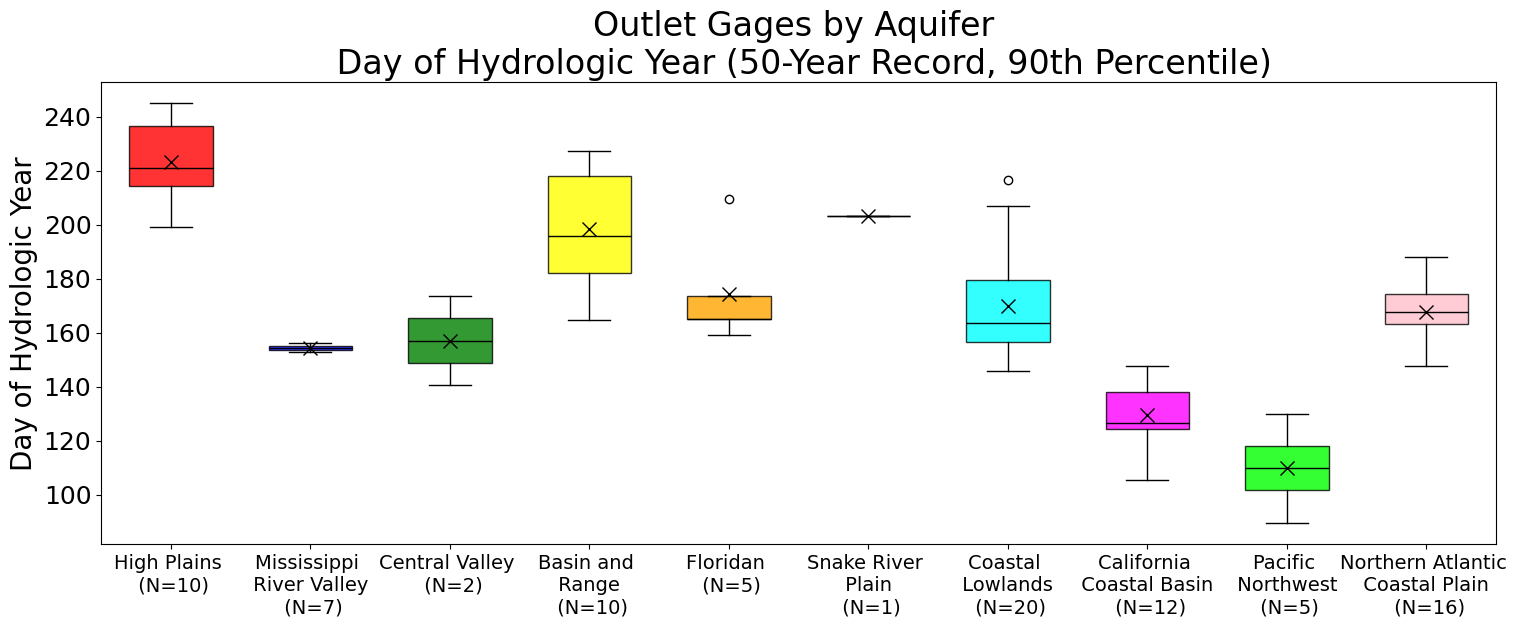 Outlet Gages by Aquifer
Day of Hydrologic Year (50-Year Record, 90th Percentile)
Day of Hydrologic Year
240
220
200
180
160
140
120
100
High Plains
(N=10)
Mississippi
River Valley
(N=7)
Central Valley
(N=2)
Basin and
Range
(N=10)
Floridan
(N=5)
Snake River
Plain
(N=1)
Coastal
Lowlands
(N=20)
California
Coastal Basin
(N=12)
Pacific
Northwest
(N=5)
Northern Atlantic
Coastal Plain
(N=16)